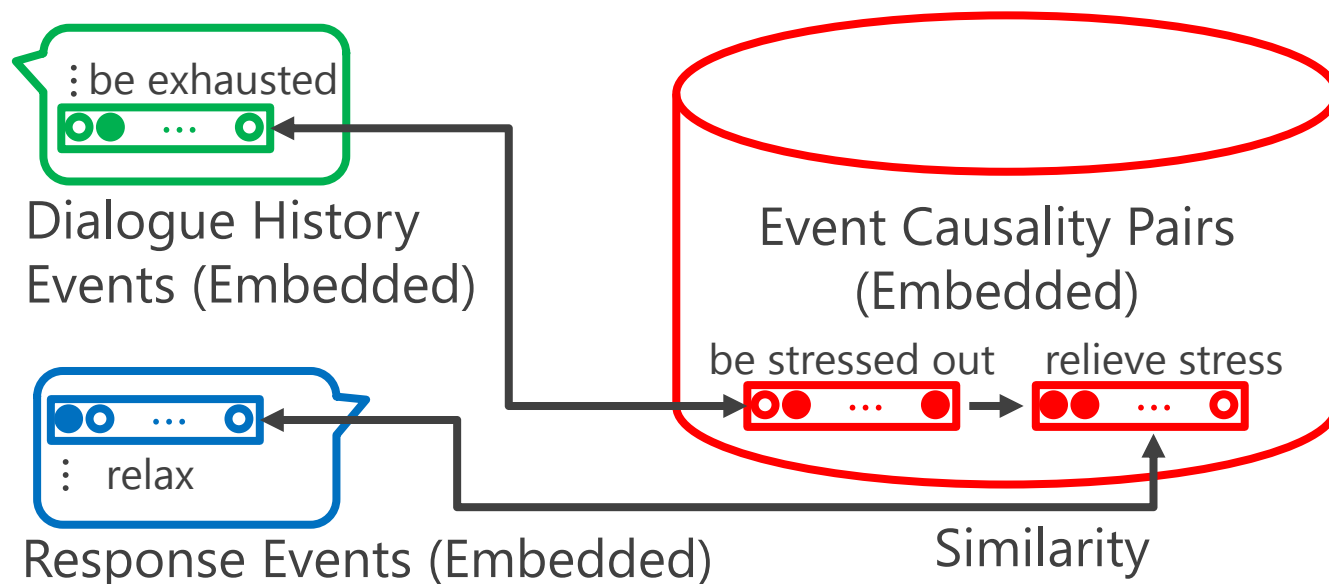 ⋮ be exhausted
...
Dialogue History
Events (Embedded)
...
⋮ relax
Response Events (Embedded)
Event Causality Pairs
(Embedded)
be stressed out relieve stress
... ...
Similarity